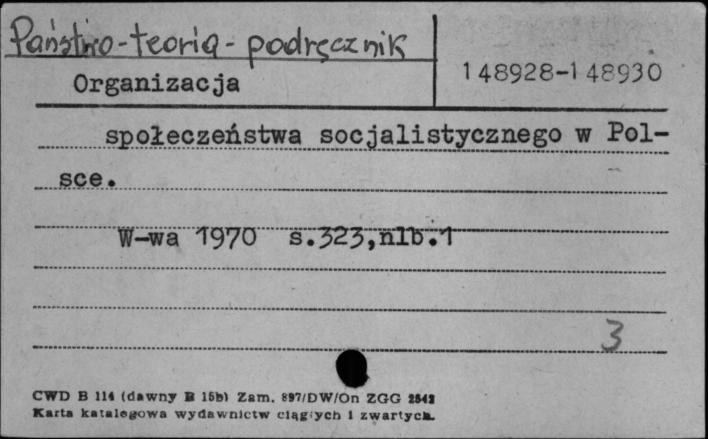 Państwo-teoria-podręcznik
Organizacja
148928-148930
społeczeństwa socjalistycznego w Pol-
sce.
W-wa 1970 s.323,nlb.1
3
CWD B 114 (dawny B 15b) Zam. 897/DW/On ZGG 2542
Karta katalogowa wydawnictw ciągłych i zwartych.